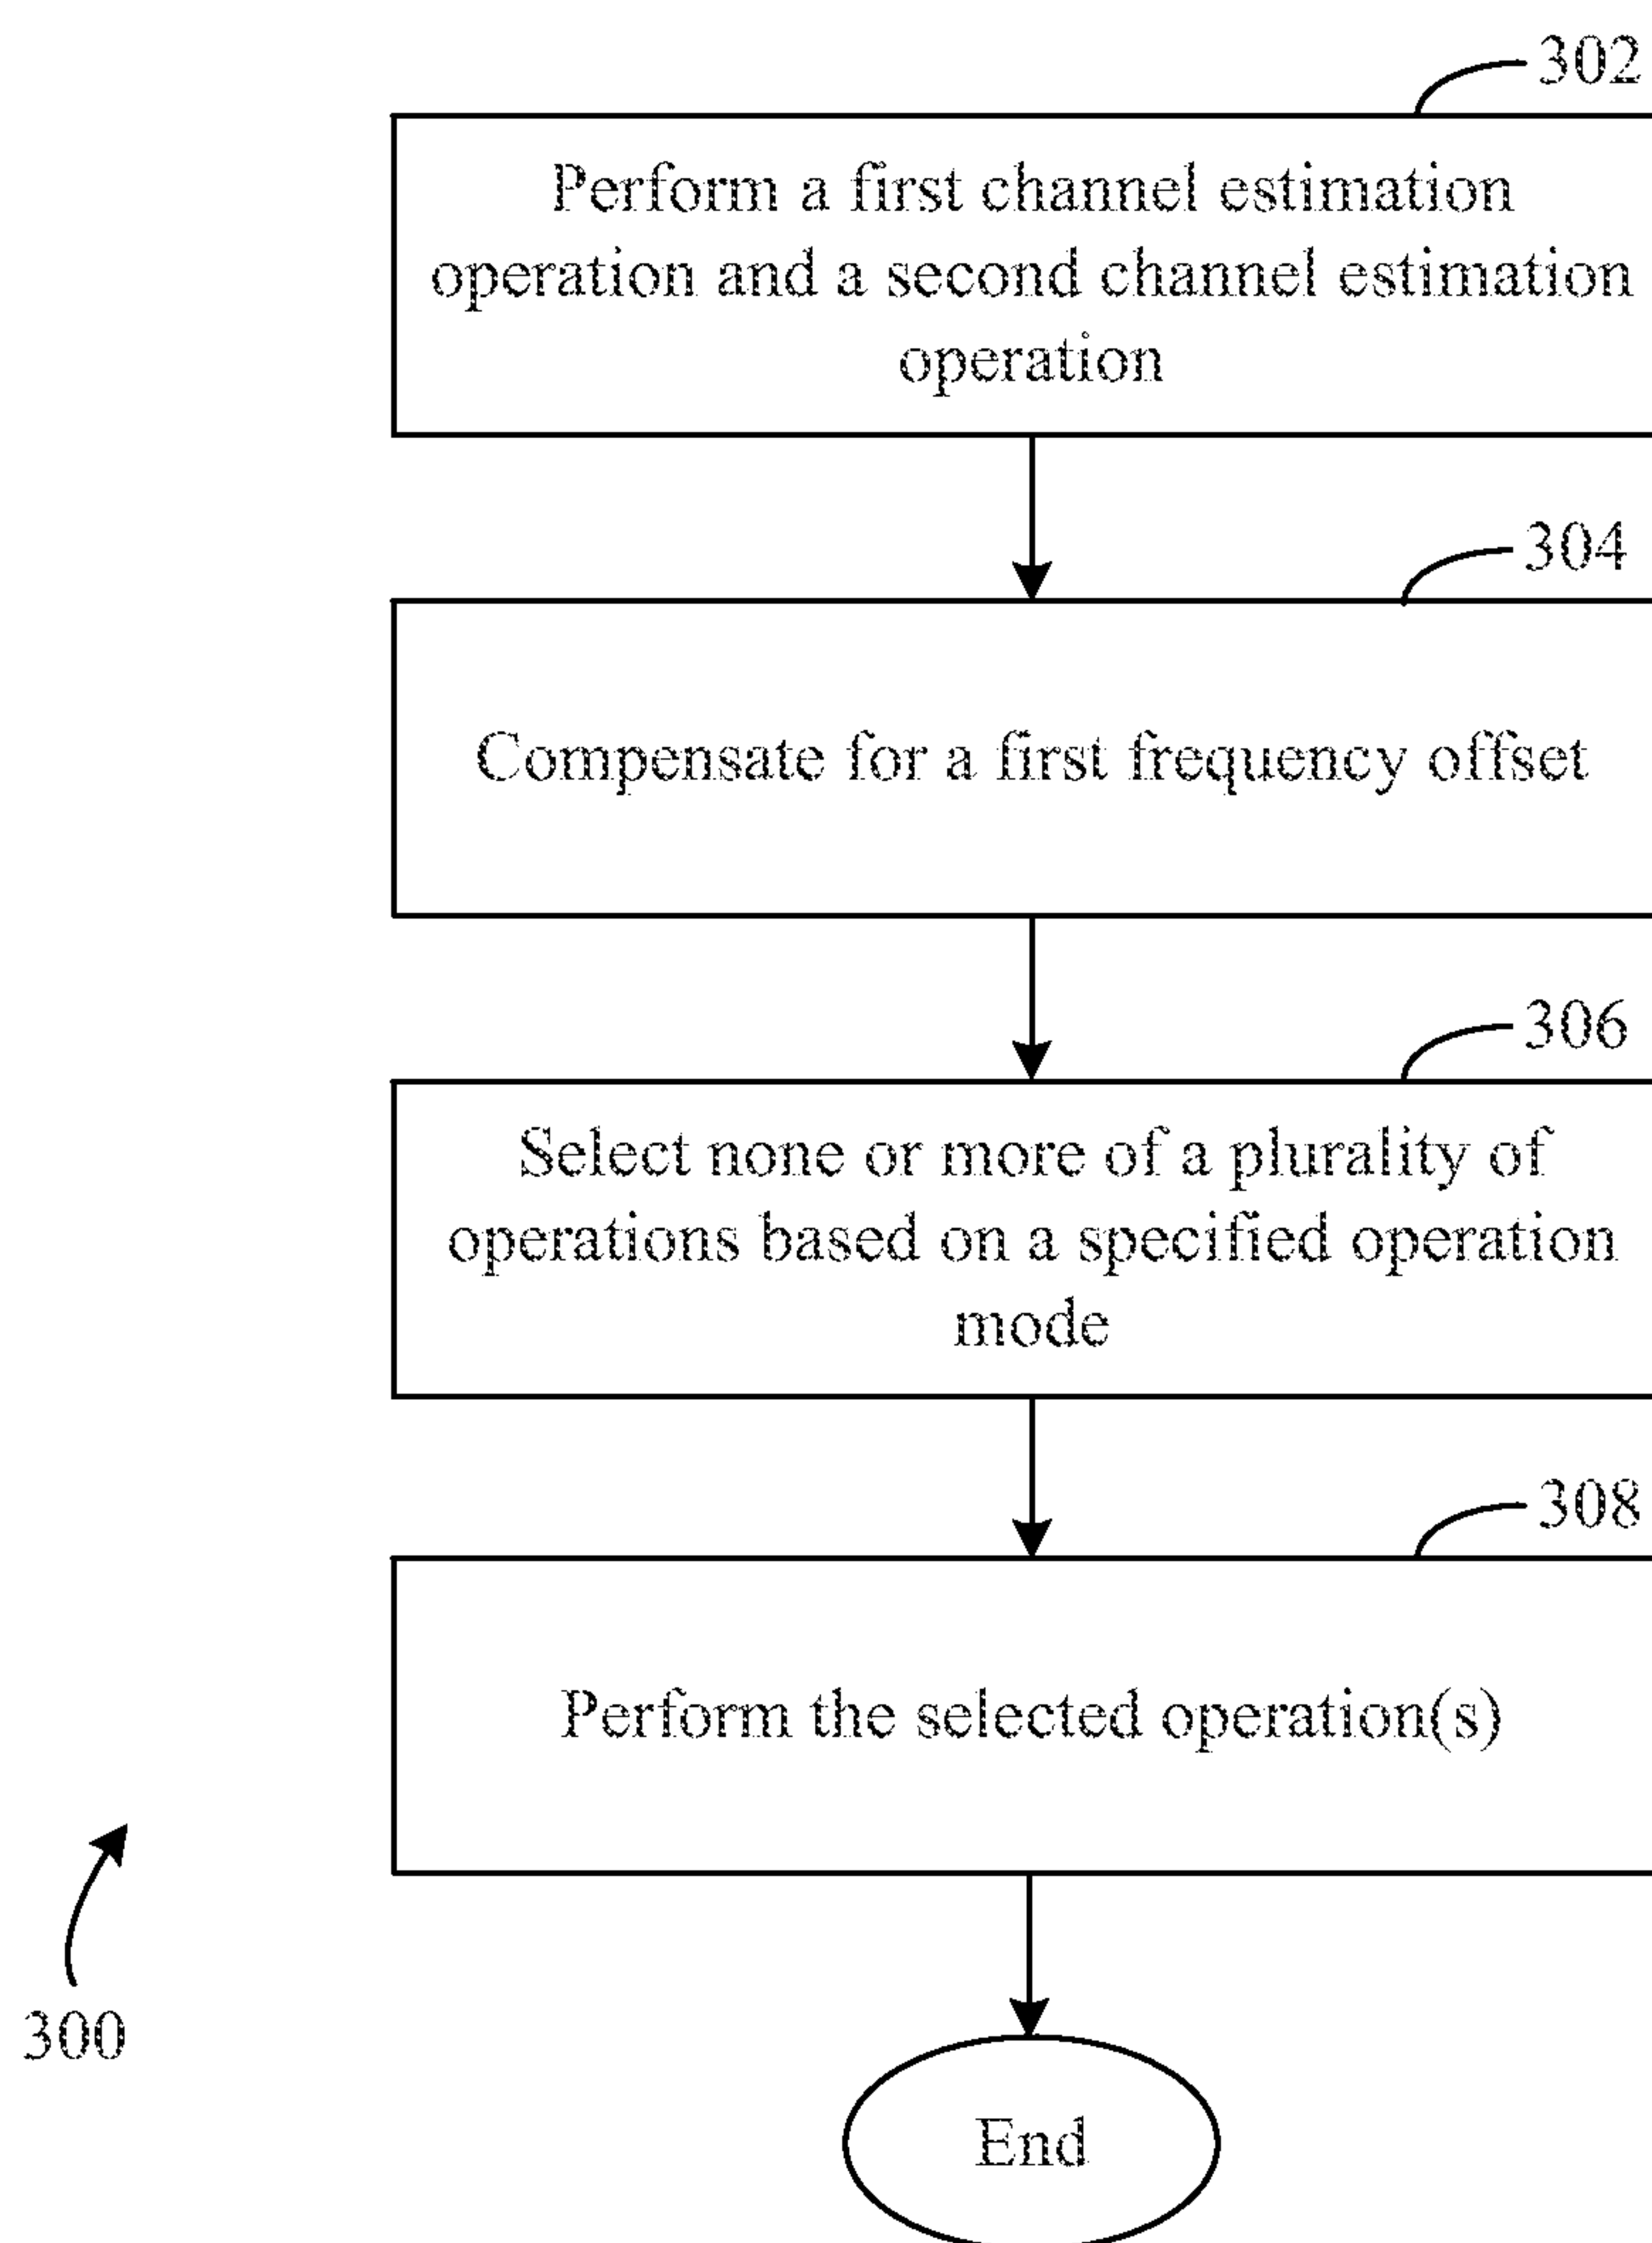 302
Perform a first channel estimation
operation and a second channel estimation
operation
304
Compensate for a first frequency offset
306
Select none or more of a plurality of
operations based on a specified operation
mode
308
Perform the selected operation(s)
300
End